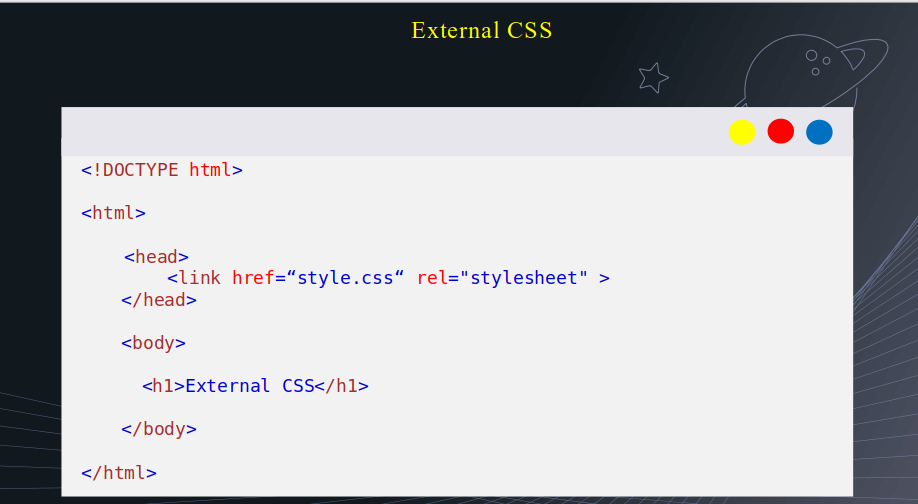 External CSS
<!DOCTYPE html>
<html>
<head>
<link href=“style.css“ rel="stylesheet" >
</head>
<body>
<h1>External CSS</h1>
</body>
</html>